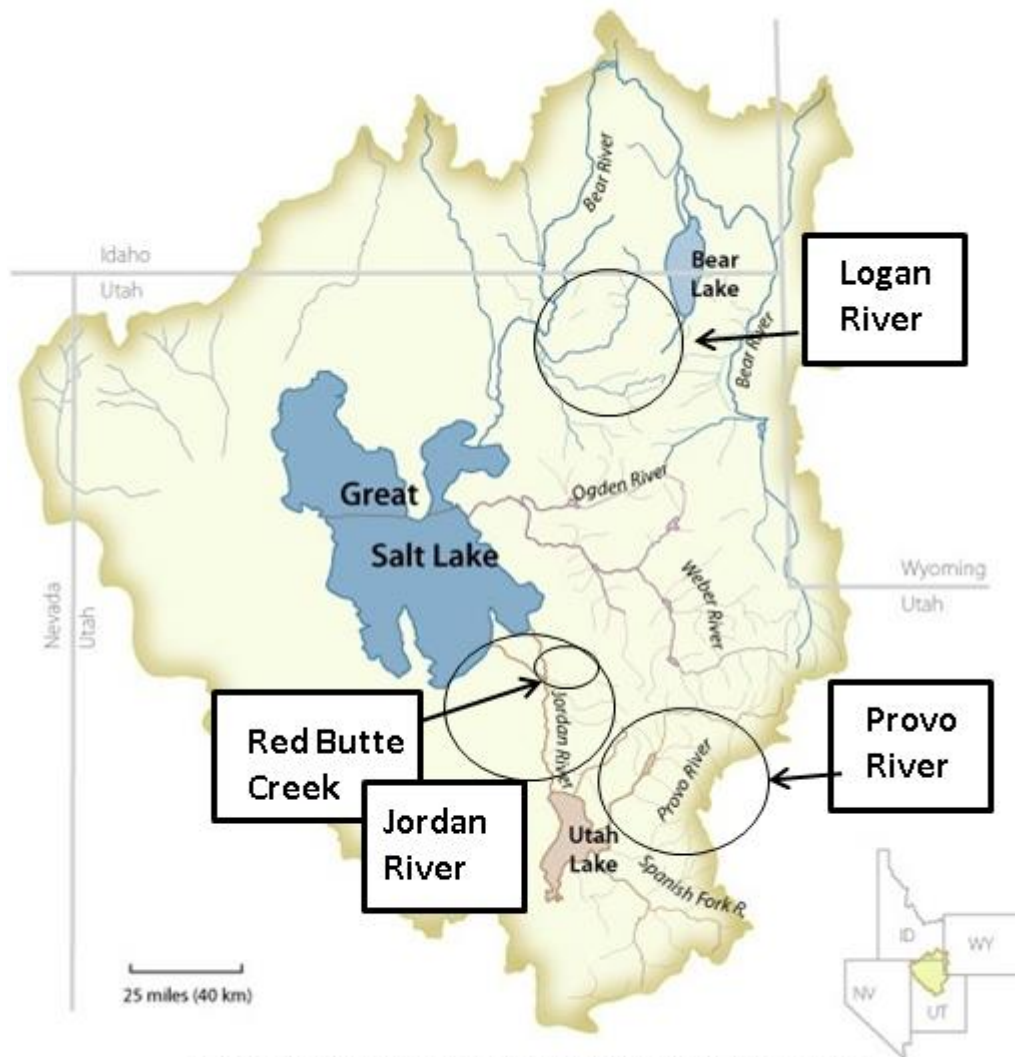 Bear River
Idaho
Utah
Bear
Lake
Logan
River
Bear River
Great
Salt Lake
Ogden River
Weber River
Wyoming
Utah
Nevada
Utah
Red Butte
Creek
Jordan River
Jordan
River
Provo River
Provo
River
Utah
Lake
Spanish Fork R.
25 miles (40 km)
ID
WY
NV
UT